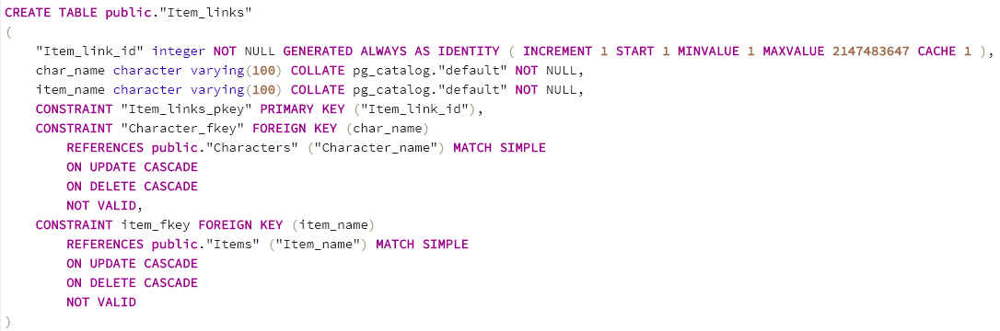 CREATE TABLE public."Item_links"
(
    "Item_link_id" integer NOT NULL GENERATED ALWAYS AS IDENTITY ( INCREMENT 1 START 1 MINVALUE 1 MAXVALUE 2147483647 CACHE 1 ),
    char_name character varying(100) COLLATE pg_catalog."default" NOT NULL,
    item_name character varying(100) COLLATE pg_catalog."default" NOT NULL,
    CONSTRAINT "Item_links_pkey" PRIMARY KEY ("Item_link_id"),
    CONSTRAINT "Character_fkey" FOREIGN KEY (char_name)
        REFERENCES public."Characters" ("Character_name") MATCH SIMPLE
        ON UPDATE CASCADE
        ON DELETE CASCADE
        NOT VALID,
    CONSTRAINT item_fkey FOREIGN KEY (item_name)
        REFERENCES public."Items" ("Item_name") MATCH SIMPLE
        ON UPDATE CASCADE
        ON DELETE CASCADE
        NOT VALID
)